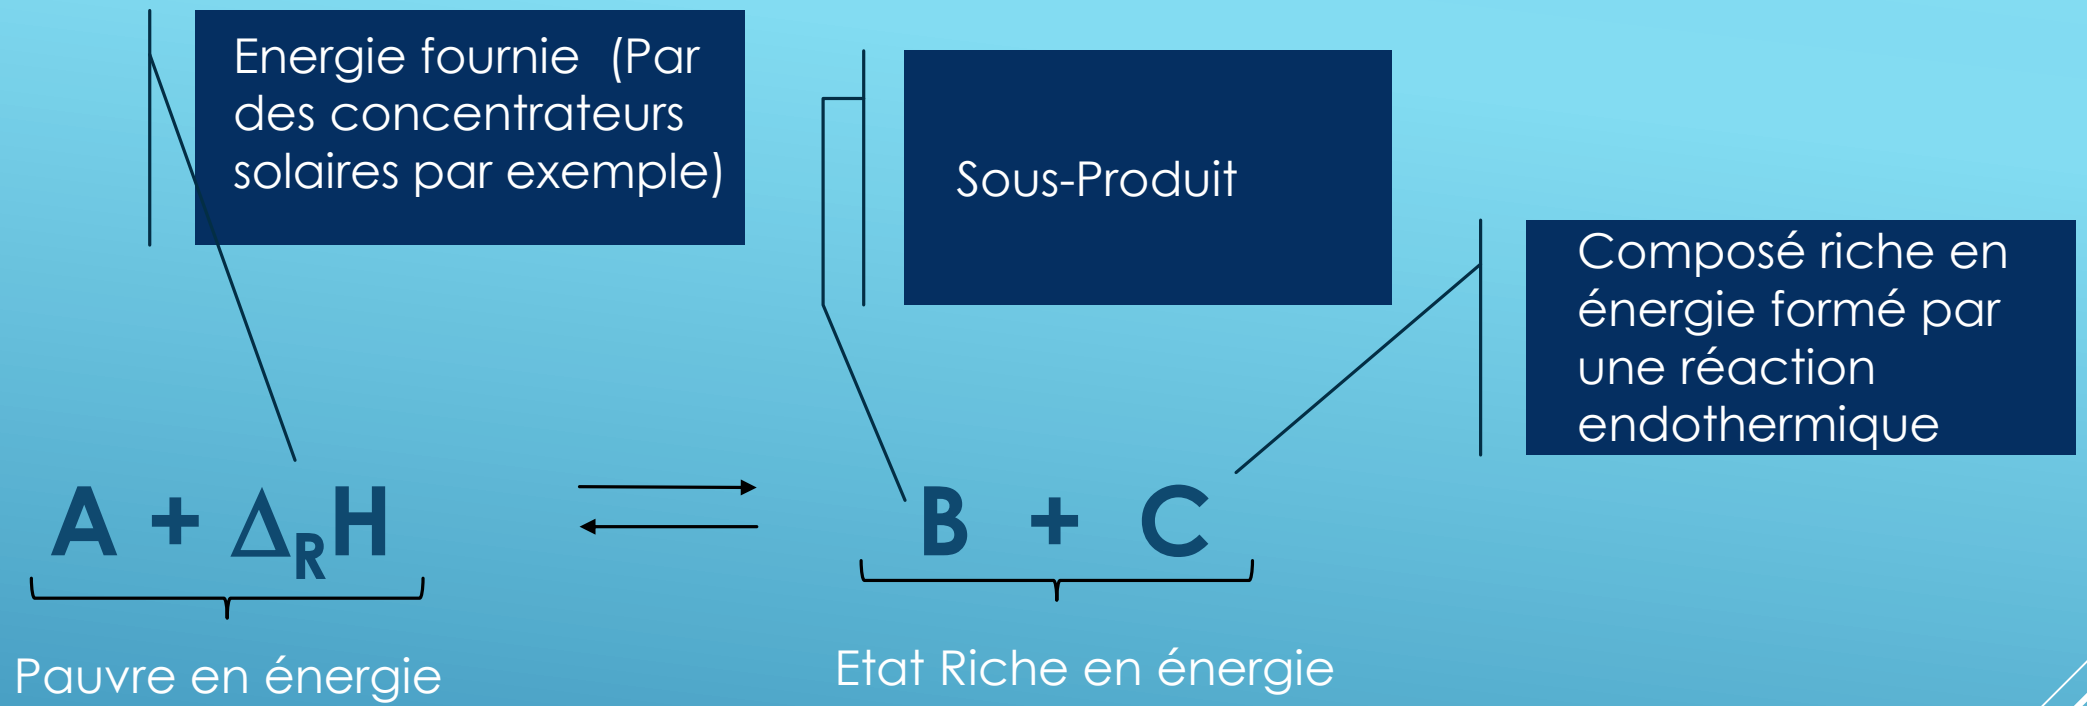 Energie fournie (Par
des concentrateurs
solaires par exemple)
Sous-Produit
Composé riche en
énergie formé par
une réaction
endothermique
A + ΔRH
B + C
Pauvre en énergie
Etat Riche en énergie